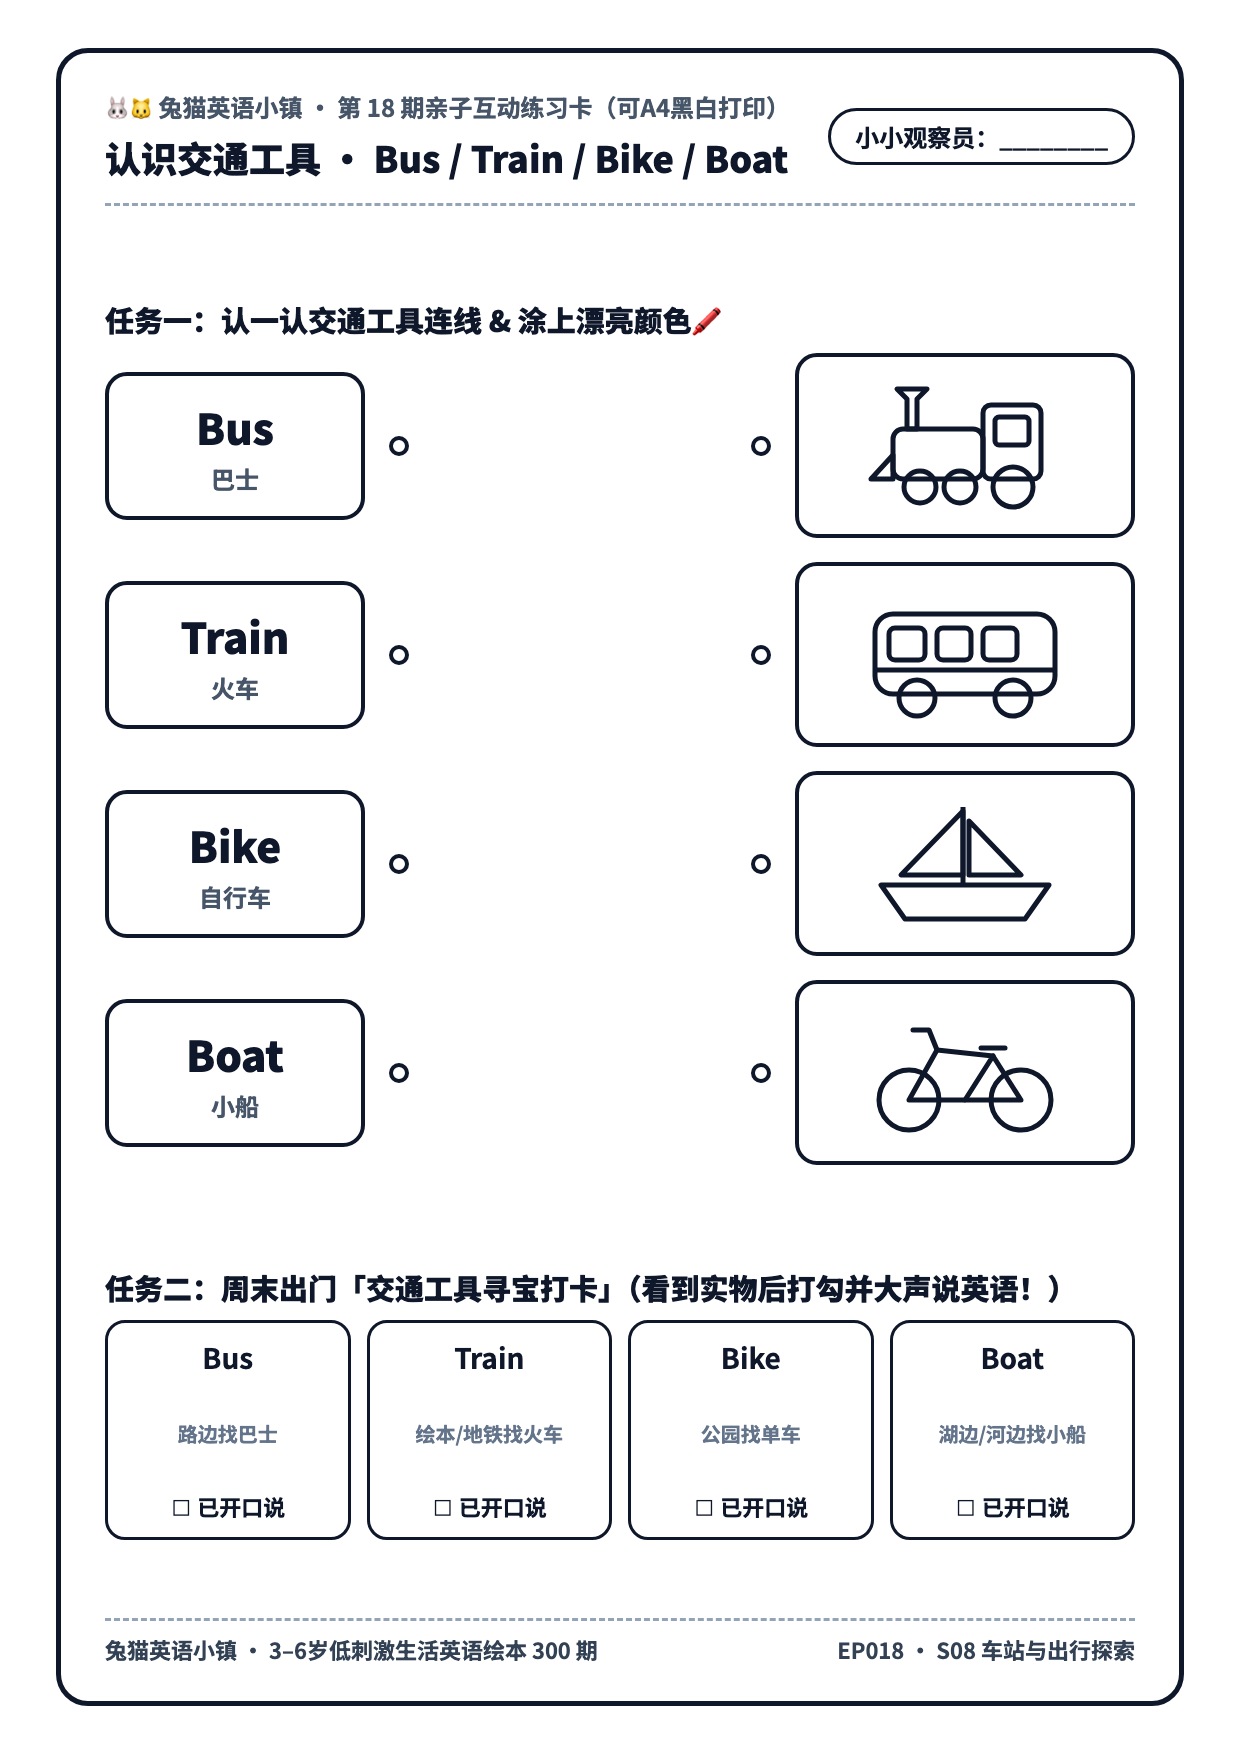 🐰🐱 兔猫英语小镇 · 第 18 期亲子互动练习卡（可A4黑白打印）
认识交通工具 · Bus / Train / Bike / Boat
小小观察员：________
任务一：认一认交通工具连线 & 涂上漂亮颜色🖍️
Bus
巴士
Train
火车
Bike
自行车
Boat
小船
任务二：周末出门「交通工具寻宝打卡」（看到实物后打勾并大声说英语！）
Bus
路边找巴士
☐ 已开口说
Train
绘本/地铁找火车
☐ 已开口说
Bike
公园找单车
☐ 已开口说
Boat
湖边/河边找小船
☐ 已开口说
兔猫英语小镇 · 3–6岁低刺激生活英语绘本 300 期
EP018 · S08 车站与出行探索